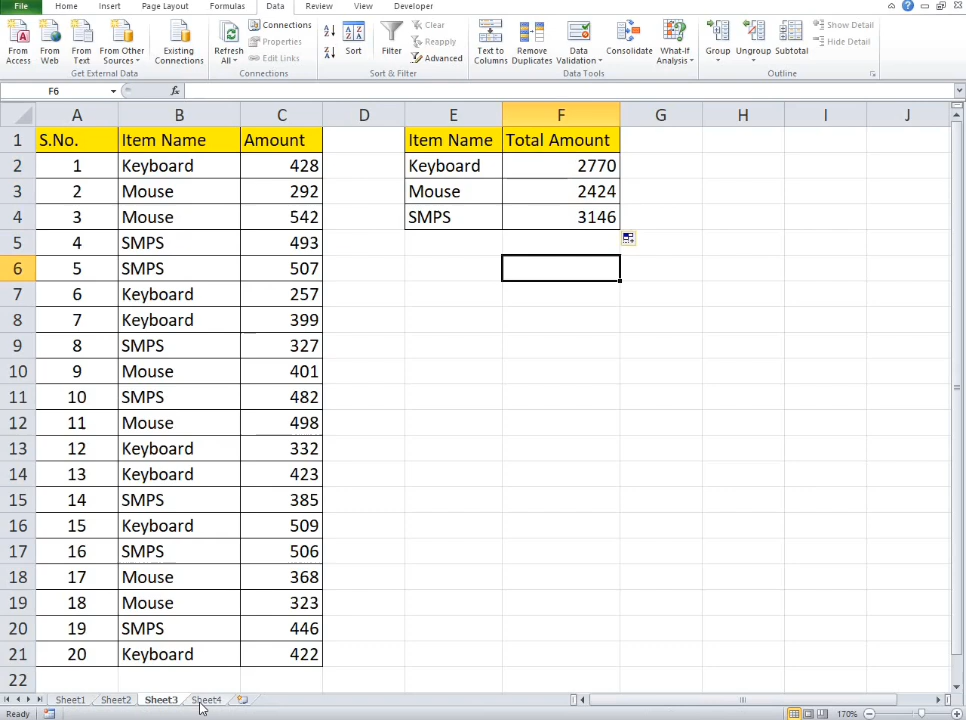 File Home Insert Page Layout Formulas Data Review View Developer
From Access From Web From Text From Other Sources Existing Connections Refresh All Connections Properties Edit Links Sort Filter Clear Reapply Advanced Text to Columns Remove Duplicates Data Validation Consolidate What-If Analysis Group Ungroup Subtotal Show Detail Hide Detail
Get External Data Connections Sort & Filter Data Tools Outline
F6 fx
A B C D E F G H I J
1 S.No. Item Name Amount Item Name Total Amount
2 1 Keyboard 428 Keyboard 2770
3 2 Mouse 292 Mouse 2424
4 3 Mouse 542 SMPS 3146
5 4 SMPS 493
6 5 SMPS 507
7 6 Keyboard 257
8 7 Keyboard 399
9 8 SMPS 327
10 9 Mouse 401
11 10 SMPS 482
12 11 Mouse 498
13 12 Keyboard 332
14 13 Keyboard 423
15 14 SMPS 385
16 15 Keyboard 509
17 16 SMPS 506
18 17 Mouse 368
19 18 Mouse 323
20 19 SMPS 446
21 20 Keyboard 422
22
Sheet1 Sheet2 Sheet3 Sheet4
Ready 170%